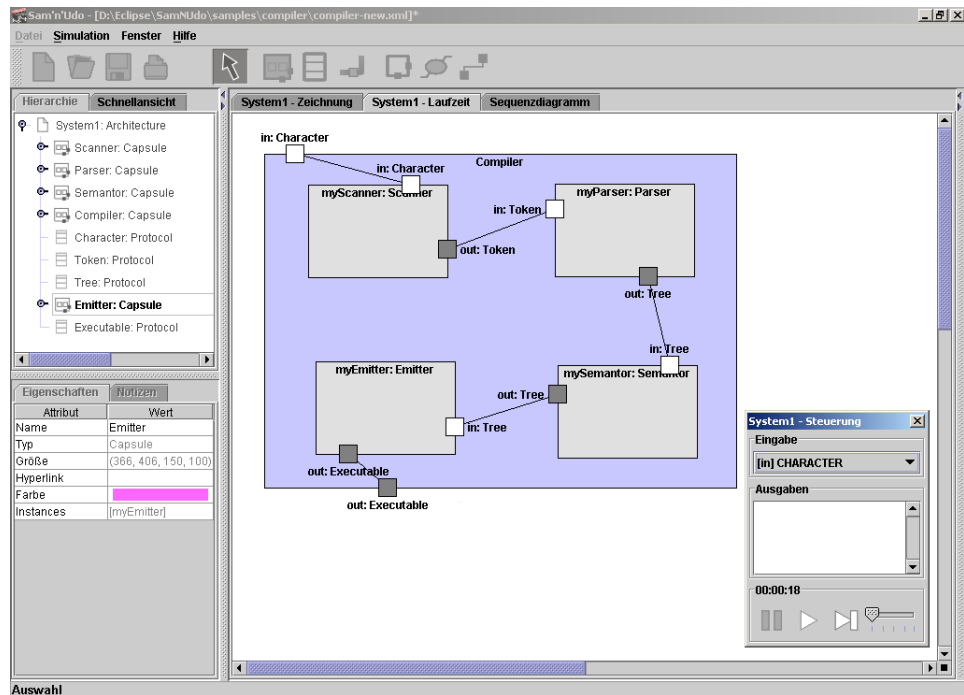 Sam'n'Udo - [D:\Eclipse\SamNUdo\samples\compiler\compiler-new.xml]*
Datei Simulation Fenster Hilfe
Hierarchie Schnellansicht
System1: Architecture
Scanner: Capsule
Parser: Capsule
Semantor: Capsule
Compiler: Capsule
Character: Protocol
Token: Protocol
Tree: Protocol
Emitter: Capsule
Executable: Protocol
Eigenschaften Notizen
Attribut Wert
Name Emitter
Typ Capsule
Größe (366, 406, 150, 100)
Hyperlink
Farbe
Instances [myEmitter]
System1 - Zeichnung System1 - Laufzeit Sequenzdiagramm
in: Character
Compiler
in: Character
myScanner: Scanner
myParser: Parser
in: Token
out: Token
out: Tree
in: Tree
myEmitter: Emitter
mySemantor: Semantor
out: Tree
in: Tree
out: Executable
out: Executable
System1 - Steuerung
Eingabe
[in] CHARACTER
Ausgaben
00:00:18
Auswahl